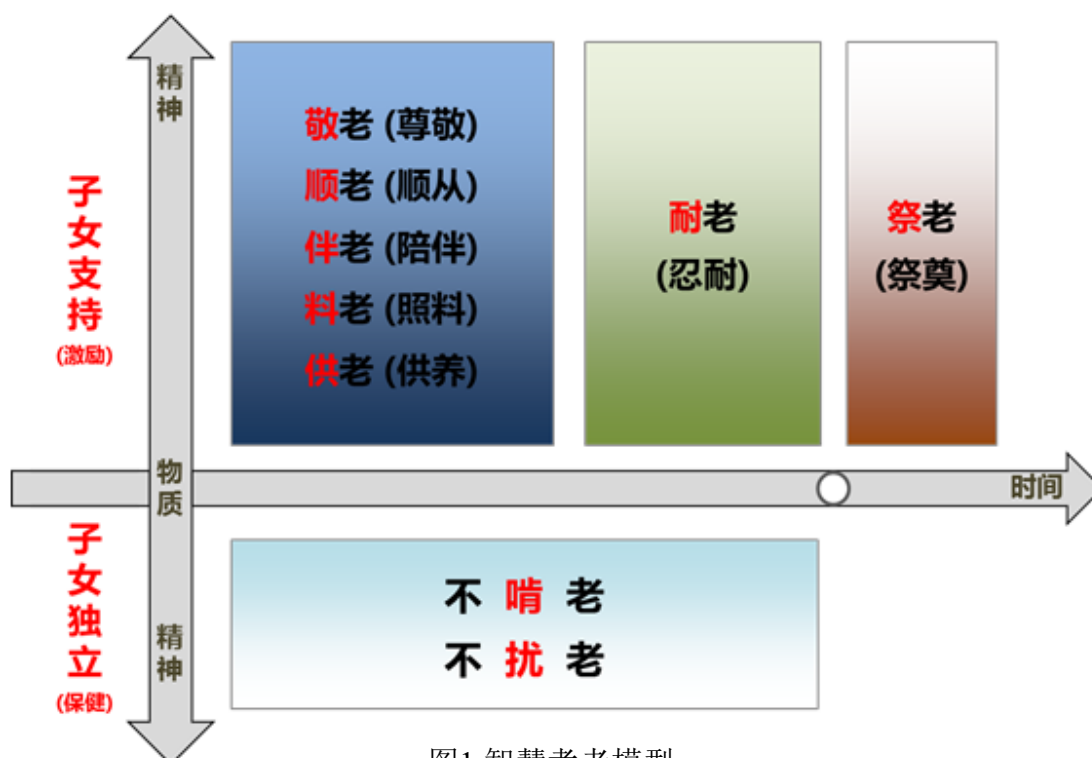 精神
子女支持
(激励)
敬老 (尊敬)
顺老 (顺从)
伴老 (陪伴)
料老 (照料)
供老 (供养)
耐老
(忍耐)
祭老
(祭奠)
物质
时间
子女独立
(保健)
精神
不 啃 老
不 扰 老